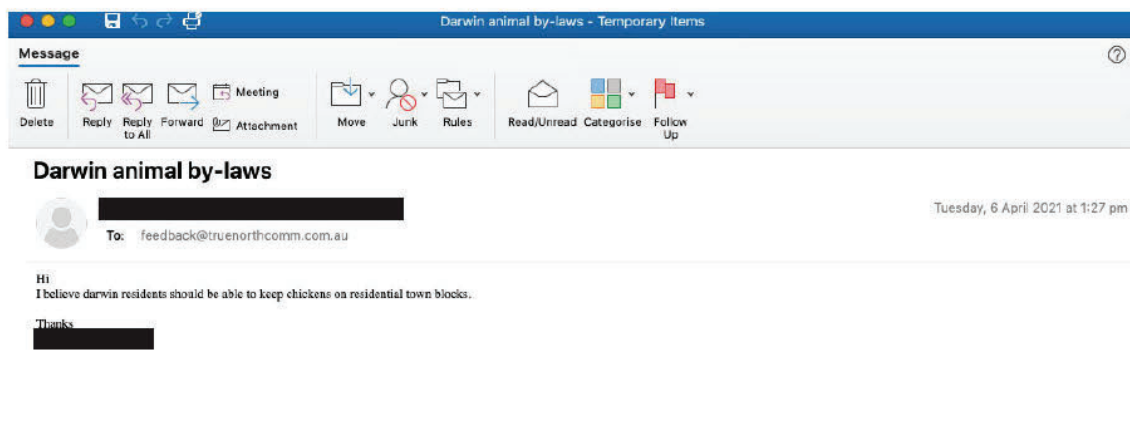 Darwin animal by-laws - Temporary Items
Message
Delete
Reply
Reply to All
Forward
Meeting
Attachment
Move
Junk
Rules
Read/Unread
Categorise
Follow Up
Darwin animal by-laws
Tuesday, 6 April 2021 at 1:27 pm
To: feedback@truenorthcomm.com.au
Hi
I believe darwin residents should be able to keep chickens on residential town blocks.
Thanks